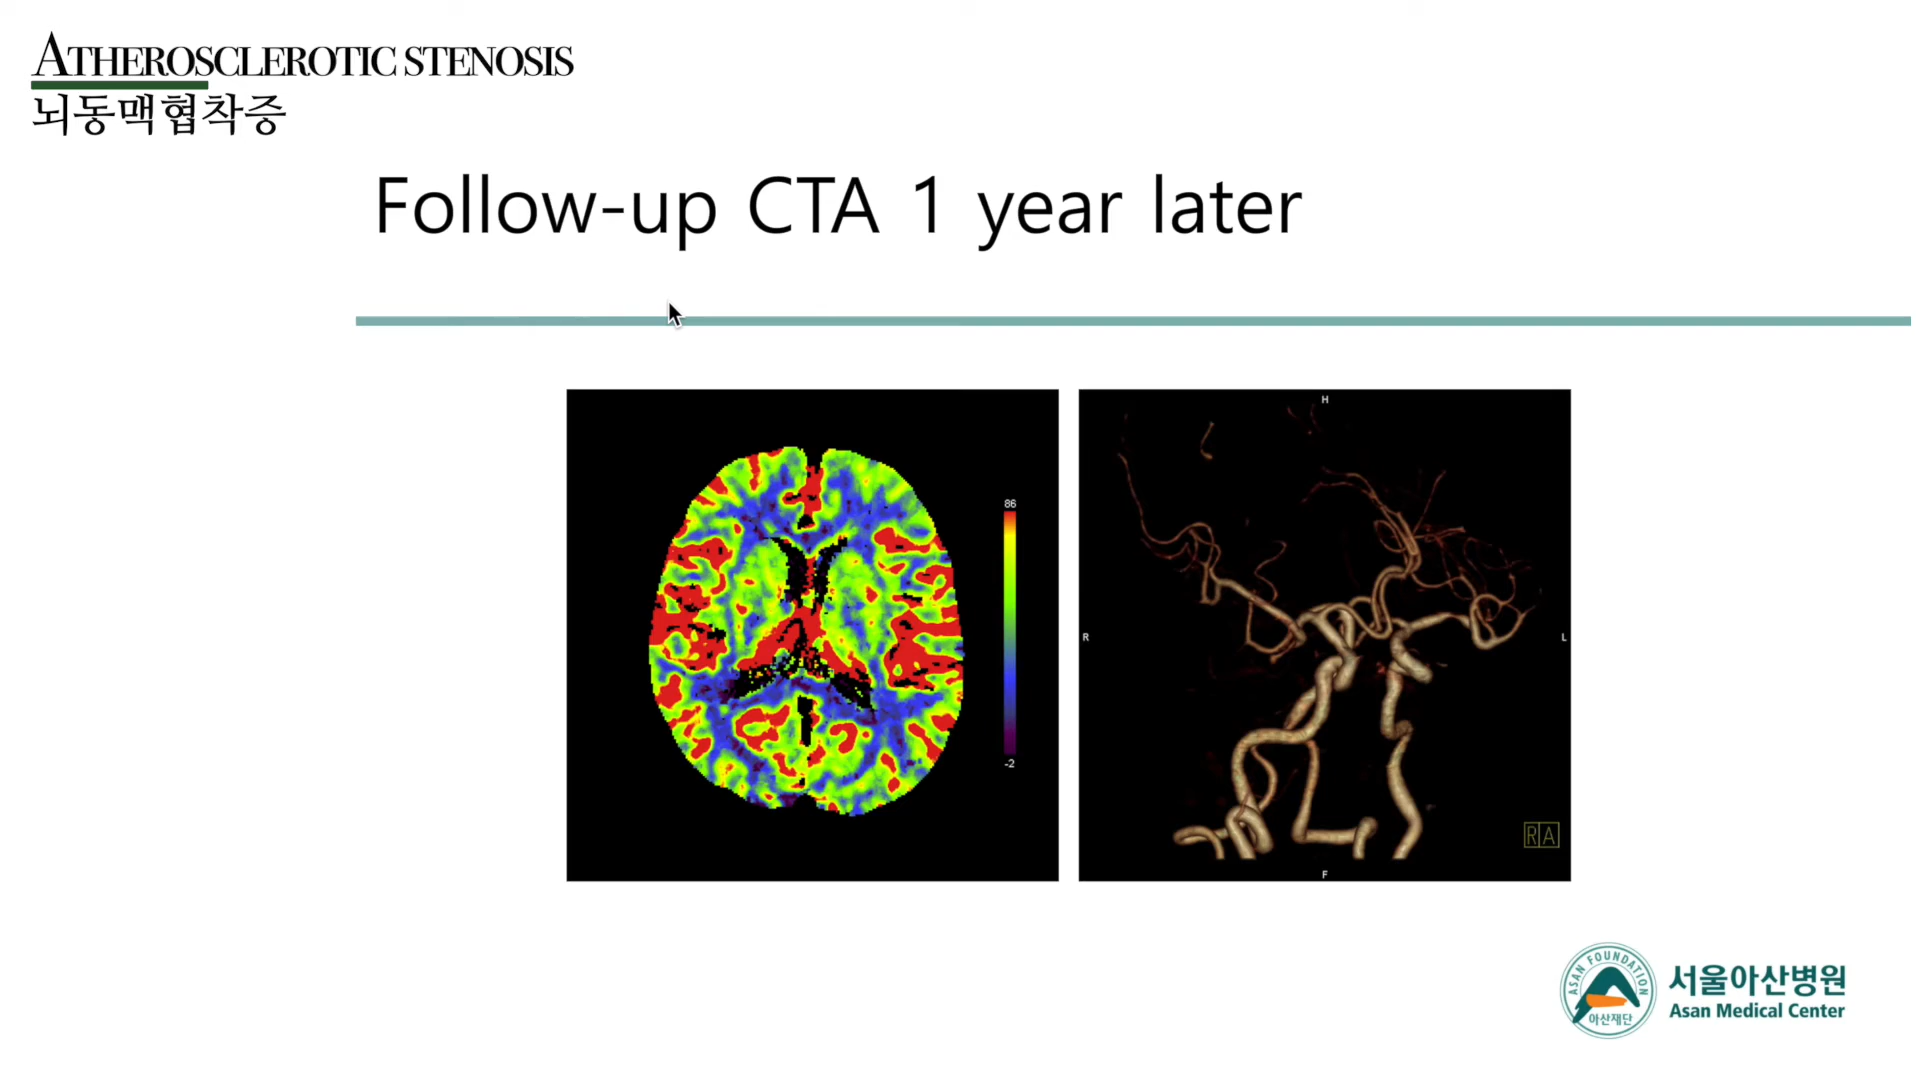 ATHEROSCLEROTIC STENOSIS
뇌동맥협착증
Follow-up CTA 1 year later
H
86
R
L
-2
RA
F
ASAN FOUNDATION
아산재단
서울아산병원
Asan Medical Center